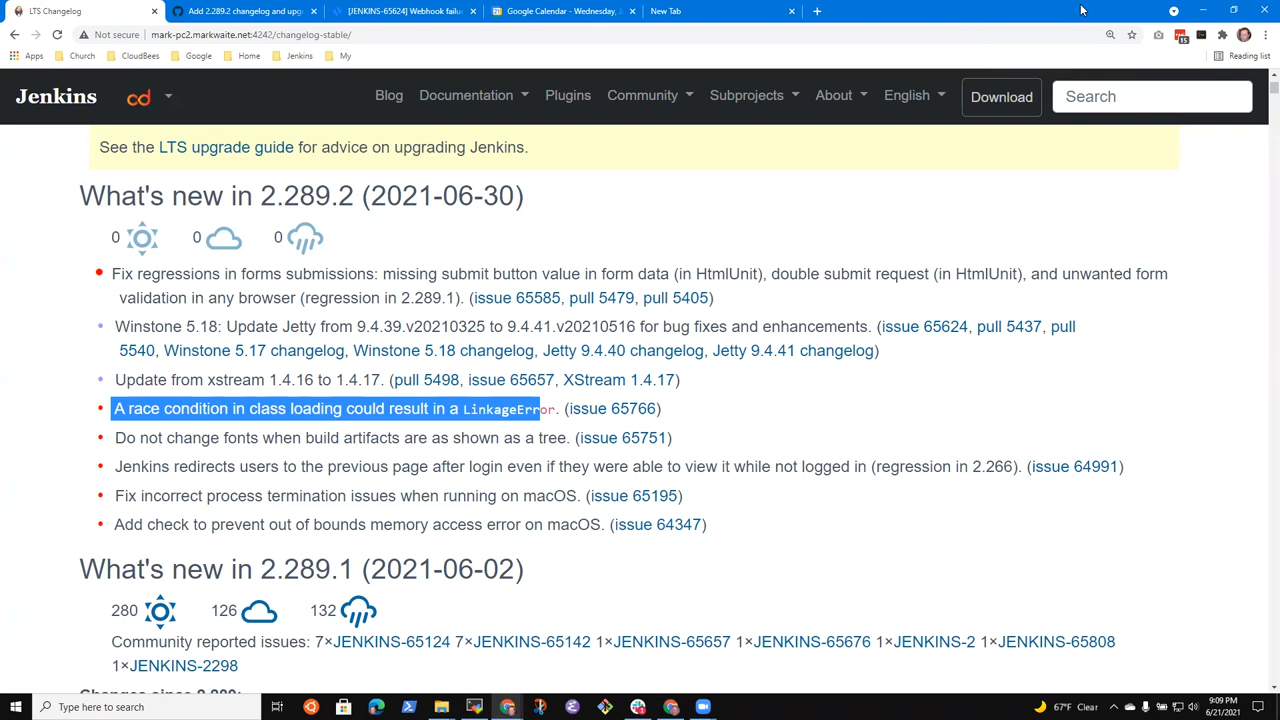 LTS Changelog
Add 2.289.2 changelog and upg
[JENKINS-65624] Webhook failur
Google Calendar - Wednesday, J
New Tab
Not secure
mark-pc2.markwaite.net:4242/changelog-stable/
15
Apps
Church
CloudBees
Google
Home
Jenkins
My
Reading list
Jenkins
cd
Blog
Documentation
Plugins
Community
Subprojects
About
English
Download
Search
See the LTS upgrade guide for advice on upgrading Jenkins.
What's new in 2.289.2 (2021-06-30)
0
0
0
Fix regressions in forms submissions: missing submit button value in form data (in HtmlUnit), double submit request (in HtmlUnit), and unwanted form
validation in any browser (regression in 2.289.1). (issue 65585, pull 5479, pull 5405)
Winstone 5.18: Update Jetty from 9.4.39.v20210325 to 9.4.41.v20210516 for bug fixes and enhancements. (issue 65624, pull 5437, pull
5540, Winstone 5.17 changelog, Winstone 5.18 changelog, Jetty 9.4.40 changelog, Jetty 9.4.41 changelog)
Update from xstream 1.4.16 to 1.4.17. (pull 5498, issue 65657, XStream 1.4.17)
A race condition in class loading could result in a LinkageError. (issue 65766)
Do not change fonts when build artifacts are as shown as a tree. (issue 65751)
Jenkins redirects users to the previous page after login even if they were able to view it while not logged in (regression in 2.266). (issue 64991)
Fix incorrect process termination issues when running on macOS. (issue 65195)
Add check to prevent out of bounds memory access error on macOS. (issue 64347)
What's new in 2.289.1 (2021-06-02)
280
126
132
Community reported issues: 7×JENKINS-65124 7×JENKINS-65142 1×JENKINS-65657 1×JENKINS-65676 1×JENKINS-2 1×JENKINS-65808
1×JENKINS-2298
Changes since 2.289:
Type here to search
67°F Clear
9:09 PM
6/21/2021